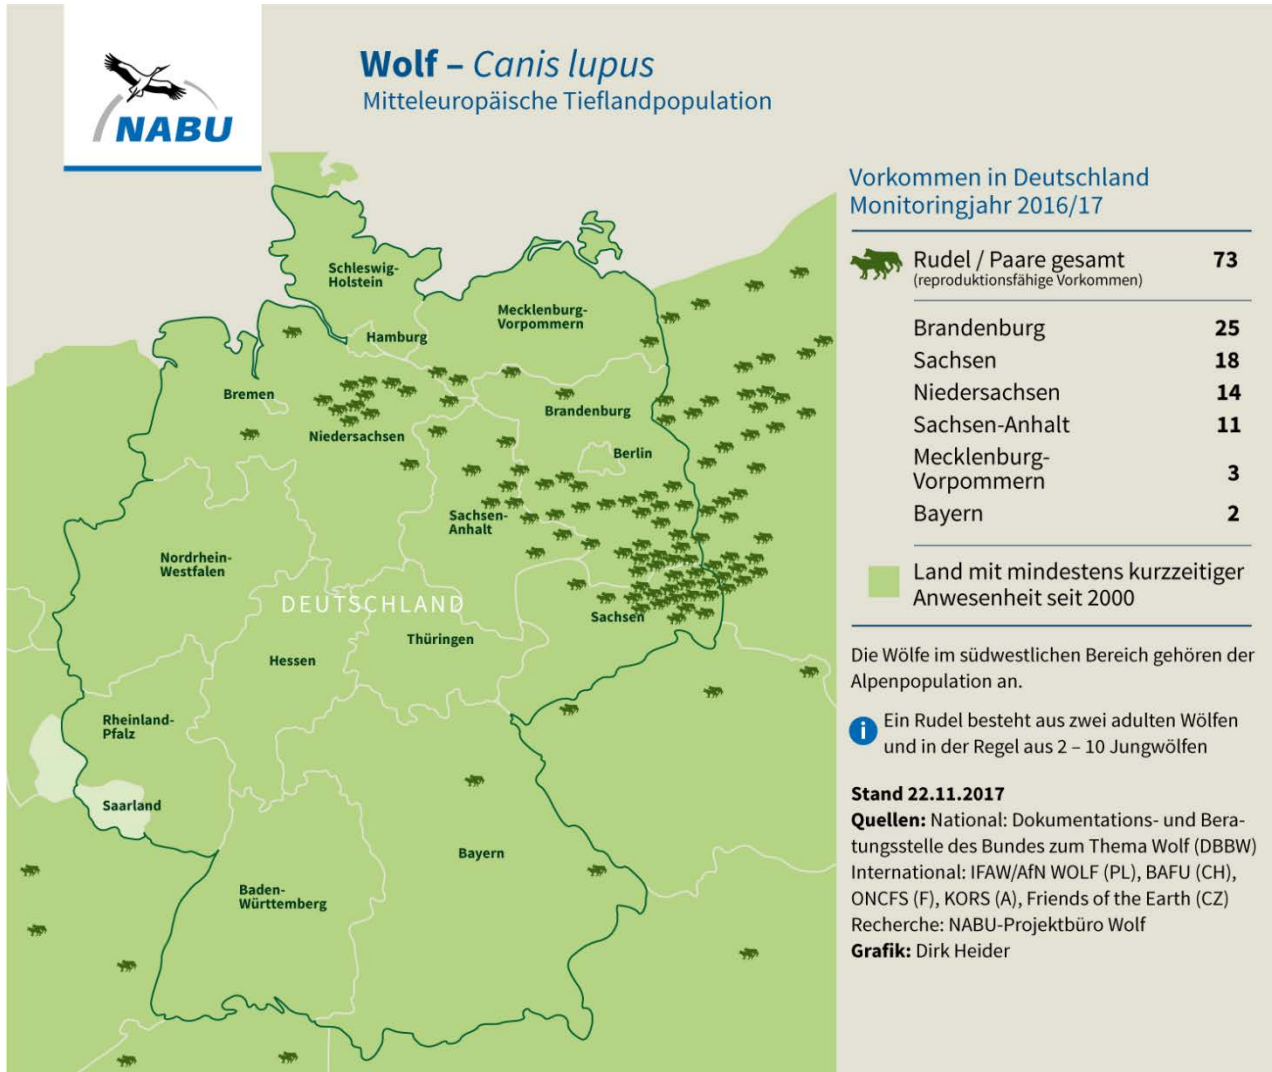 NABU
Wolf – Canis lupus
Mitteleuropäische Tieflandpopulation
Schleswig-
Holstein
Mecklenburg-
Vorpommern
Hamburg
Bremen
Niedersachsen
Brandenburg
Berlin
Sachsen-
Anhalt
Nordrhein-
Westfalen
DEUTSCHLAND
Sachsen
Thüringen
Hessen
Rheinland-
Pfalz
Saarland
Bayern
Baden-
Württemberg
Vorkommen in Deutschland
Monitoringjahr 2016/17
Rudel / Paare gesamt 73
(reproduktionsfähige Vorkommen)
Brandenburg 25
Sachsen 18
Niedersachsen 14
Sachsen-Anhalt 11
Mecklenburg-
Vorpommern 3
Bayern 2
Land mit mindestens kurzzeitiger
Anwesenheit seit 2000
Die Wölfe im südwestlichen Bereich gehören der
Alpenpopulation an.
i Ein Rudel besteht aus zwei adulten Wölfen
und in der Regel aus 2 – 10 Jungwölfen
Stand 22.11.2017
Quellen: National: Dokumentations- und Bera-
tungsstelle des Bundes zum Thema Wolf (DBBW)
International: IFAW/AfN WOLF (PL), BAFU (CH),
ONCFS (F), KORS (A), Friends of the Earth (CZ)
Recherche: NABU-Projektbüro Wolf
Grafik: Dirk Heider